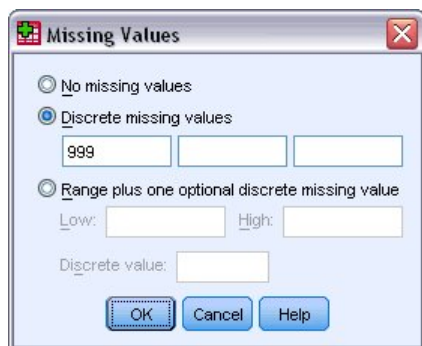 Missing Values
No missing values
Discrete missing values
999
Range plus one optional discrete missing value
Low: High:
Discrete value:
OK Cancel Help